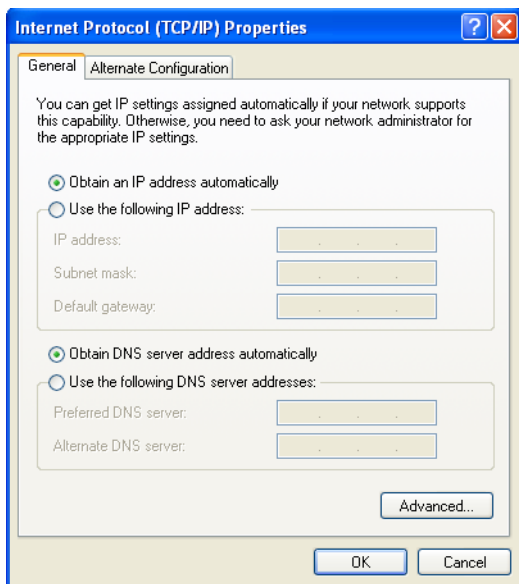 Internet Protocol (TCP/IP) Properties
General
Alternate Configuration
You can get IP settings assigned automatically if your network supports
this capability. Otherwise, you need to ask your network administrator for
the appropriate IP settings.
Obtain an IP address automatically
Use the following IP address:
IP address:
Subnet mask:
Default gateway:
Obtain DNS server address automatically
Use the following DNS server addresses:
Preferred DNS server:
Alternate DNS server:
Advanced...
OK
Cancel